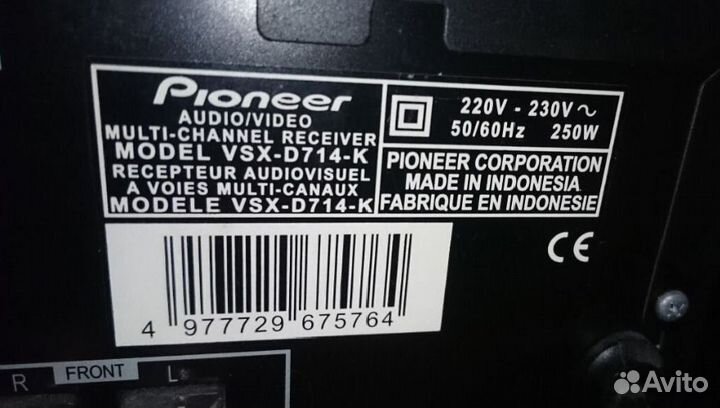 Pioneer
AUDIO/VIDEO
MULTI-CHANNEL RECEIVER
MODEL VSX-D714-K
RECEPTEUR AUDIOVISUEL
A VOIES MULTI-CANAUX
MODELE VSX-D714-K
220V - 230V ~
50/60Hz 250W
PIONEER CORPORATION
MADE IN INDONESIA
FABRIQUE EN INDONESIE
CE
4 977729 675764
R FRONT L
Avito